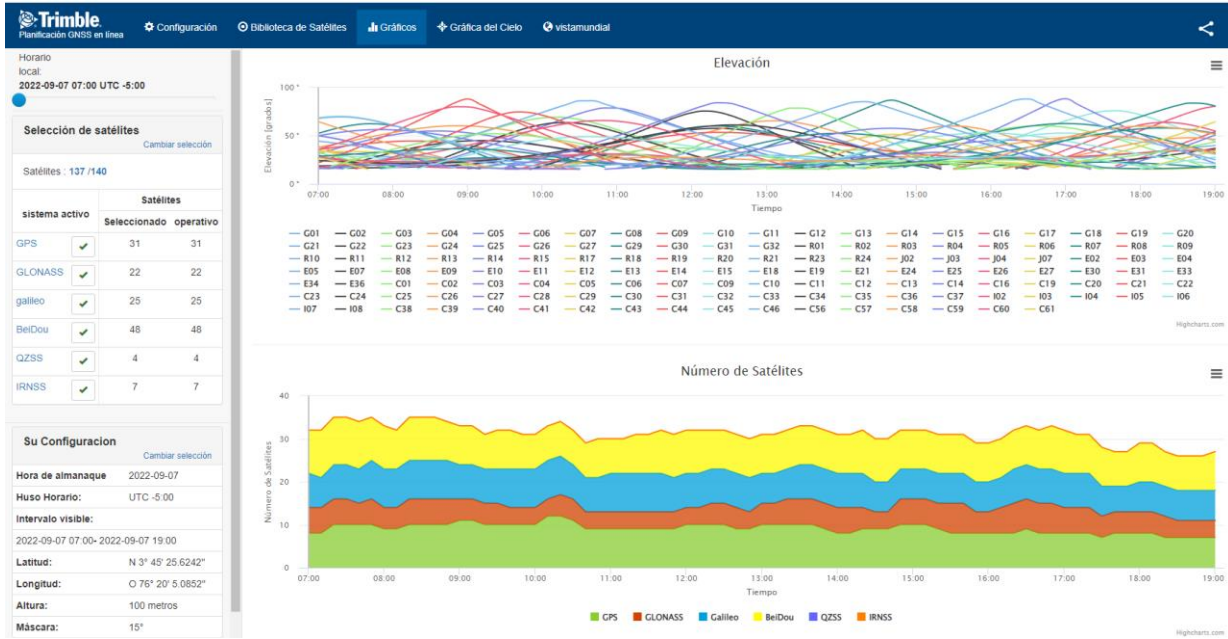 Trimble.
Planificación GNSS en línea
Configuración
Biblioteca de Satélites
Gráficos
Gráfica del Cielo
vistamundial
Horario
local:
2022-09-07 07:00 UTC -5:00
Selección de satélites
Cambiar selección
Satélites : 137 /140
sistema activo
Satélites
Seleccionado operativo
GPS 31 31
GLONASS 22 22
galileo 25 25
BeiDou 48 48
QZSS 4 4
IRNSS 7 7
Su Configuracion
Cambiar selección
Hora de almanaque 2022-09-07
Huso Horario: UTC -5:00
Intervalo visible:
2022-09-07 07:00- 2022-09-07 19:00
Latitud: N 3° 45' 25.6242"
Longitud: O 76° 20' 5.0852"
Altura: 100 metros
Máscara: 15°
Elevación
Elevación [grados]
100 °
50 °
0 °
07:00 08:00 09:00 10:00 11:00 12:00 13:00 14:00 15:00 16:00 17:00 18:00 19:00
Tiempo
G01 G02 G03 G04 G05 G06 G07 G08 G09 G10 G11 G12 G13 G14 G15 G16 G17 G18 G19 G20
G21 G22 G23 G24 G25 G26 G27 G28 G29 G30 G31 G32 R01 R02 R03 R04 R05 R06 R07 R08 R09
R10 R11 R12 R13 R14 R15 R17 R18 R19 R20 R21 R23 R24 J02 J03 J04 J07 E02 E03 E04
E05 E07 E08 E09 E10 E11 E12 E13 E14 E15 E18 E19 E21 E24 E25 E26 E27 E30 E31 E33
E34 E36 C01 C02 C03 C04 C05 C06 C07 C09 C10 C11 C12 C13 C14 C16 C19 C20 C21 C22
C23 C24 C25 C26 C27 C28 C29 C30 C31 C32 C33 C34 C35 C36 C37 I02 I03 I04 I05 I06
I07 I08 C38 C39 C40 C41 C42 C43 C44 C45 C46 C56 C57 C58 C59 C60 C61
Highcharts.com
Número de Satélites
Número de Satélites
40
30
20
10
0
07:00 08:00 09:00 10:00 11:00 12:00 13:00 14:00 15:00 16:00 17:00 18:00 19:00
Tiempo
GPS GLONASS Galileo BeiDou QZSS IRNSS
Highcharts.com